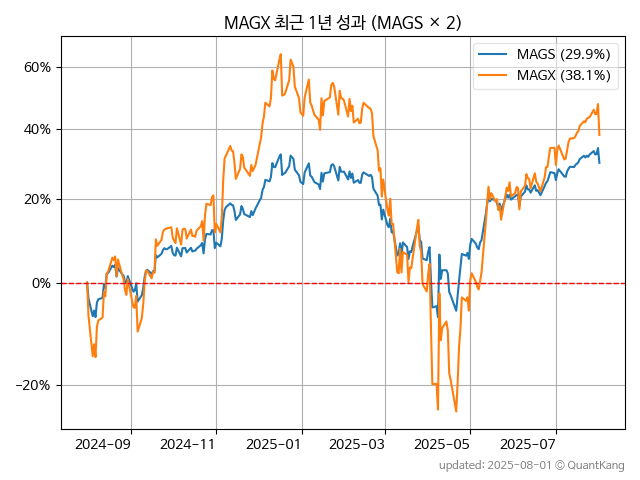 MAGX 최근 1년 성과 (MAGS × 2)
MAGS (29.9%)
MAGX (38.1%)
60%
40%
20%
0%
−20%
2024-09
2024-11
2025-01
2025-03
2025-05
2025-07
updated: 2025-08-01 © QuantKang